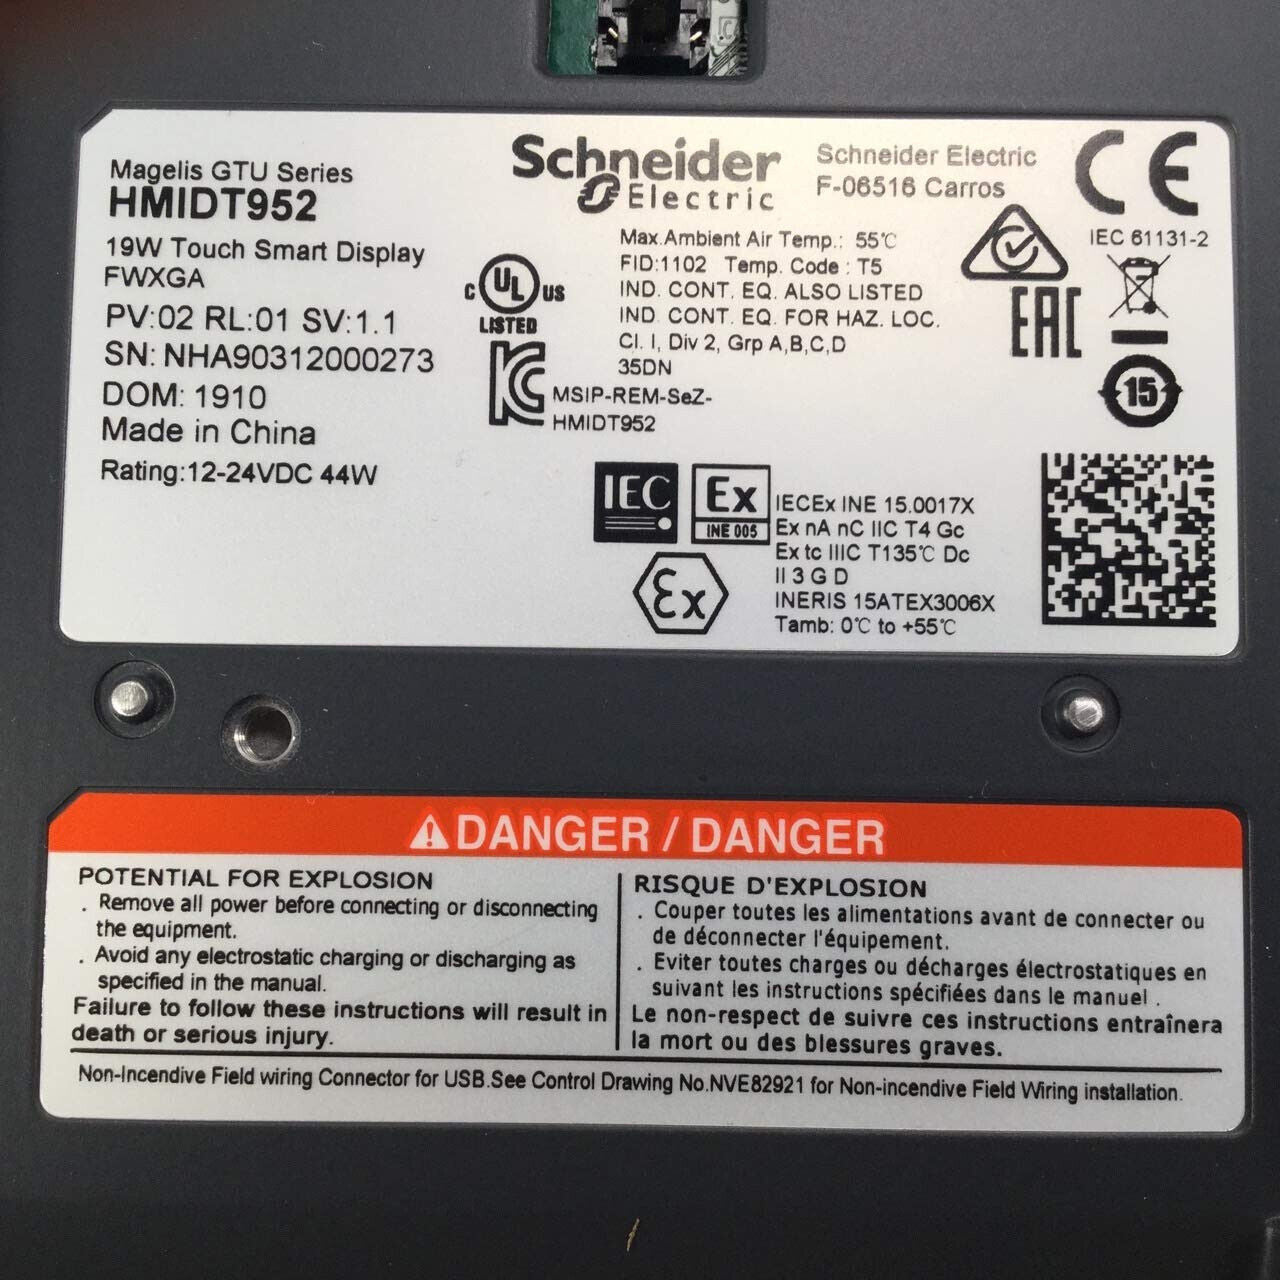 Magelis GTU Series
HMIDT952
19W Touch Smart Display
FWXGA
PV:02 RL:01 SV:1.1
SN: NHA90312000273
DOM: 1910
Made in China
Rating:12-24VDC 44W
Schneider
Electric
Schneider Electric
F-06516 Carros
CE
IEC 61131-2
C UL US
LISTED
Max.Ambient Air Temp.: 55℃
FID:1102 Temp. Code : T5
IND. CONT. EQ. ALSO LISTED
IND. CONT. EQ. FOR HAZ. LOC.
Cl. I, Div 2, Grp A,B,C,D
35DN
MSIP-REM-SeZ-
HMIDT952
EAC
15
IEC
Ex
INE 005
IECEx INE 15.0017X
Ex nA nC IIC T4 Gc
Ex tc IIIC T135℃ Dc
II 3 G D
INERIS 15ATEX3006X
Tamb: 0℃ to +55℃
Ex
DANGER / DANGER
POTENTIAL FOR EXPLOSION
. Remove all power before connecting or disconnecting
the equipment.
. Avoid any electrostatic charging or discharging as
specified in the manual.
Failure to follow these instructions will result in
death or serious injury.
RISQUE D'EXPLOSION
. Couper toutes les alimentations avant de connecter ou
de déconnecter l'équipement.
. Eviter toutes charges ou décharges électrostatiques en
suivant les instructions spécifiées dans le manuel .
Le non-respect de suivre ces instructions entraînera
la mort ou des blessures graves.
Non-Incendive Field wiring Connector for USB.See Control Drawing No.NVE82921 for Non-incendive Field Wiring installation.